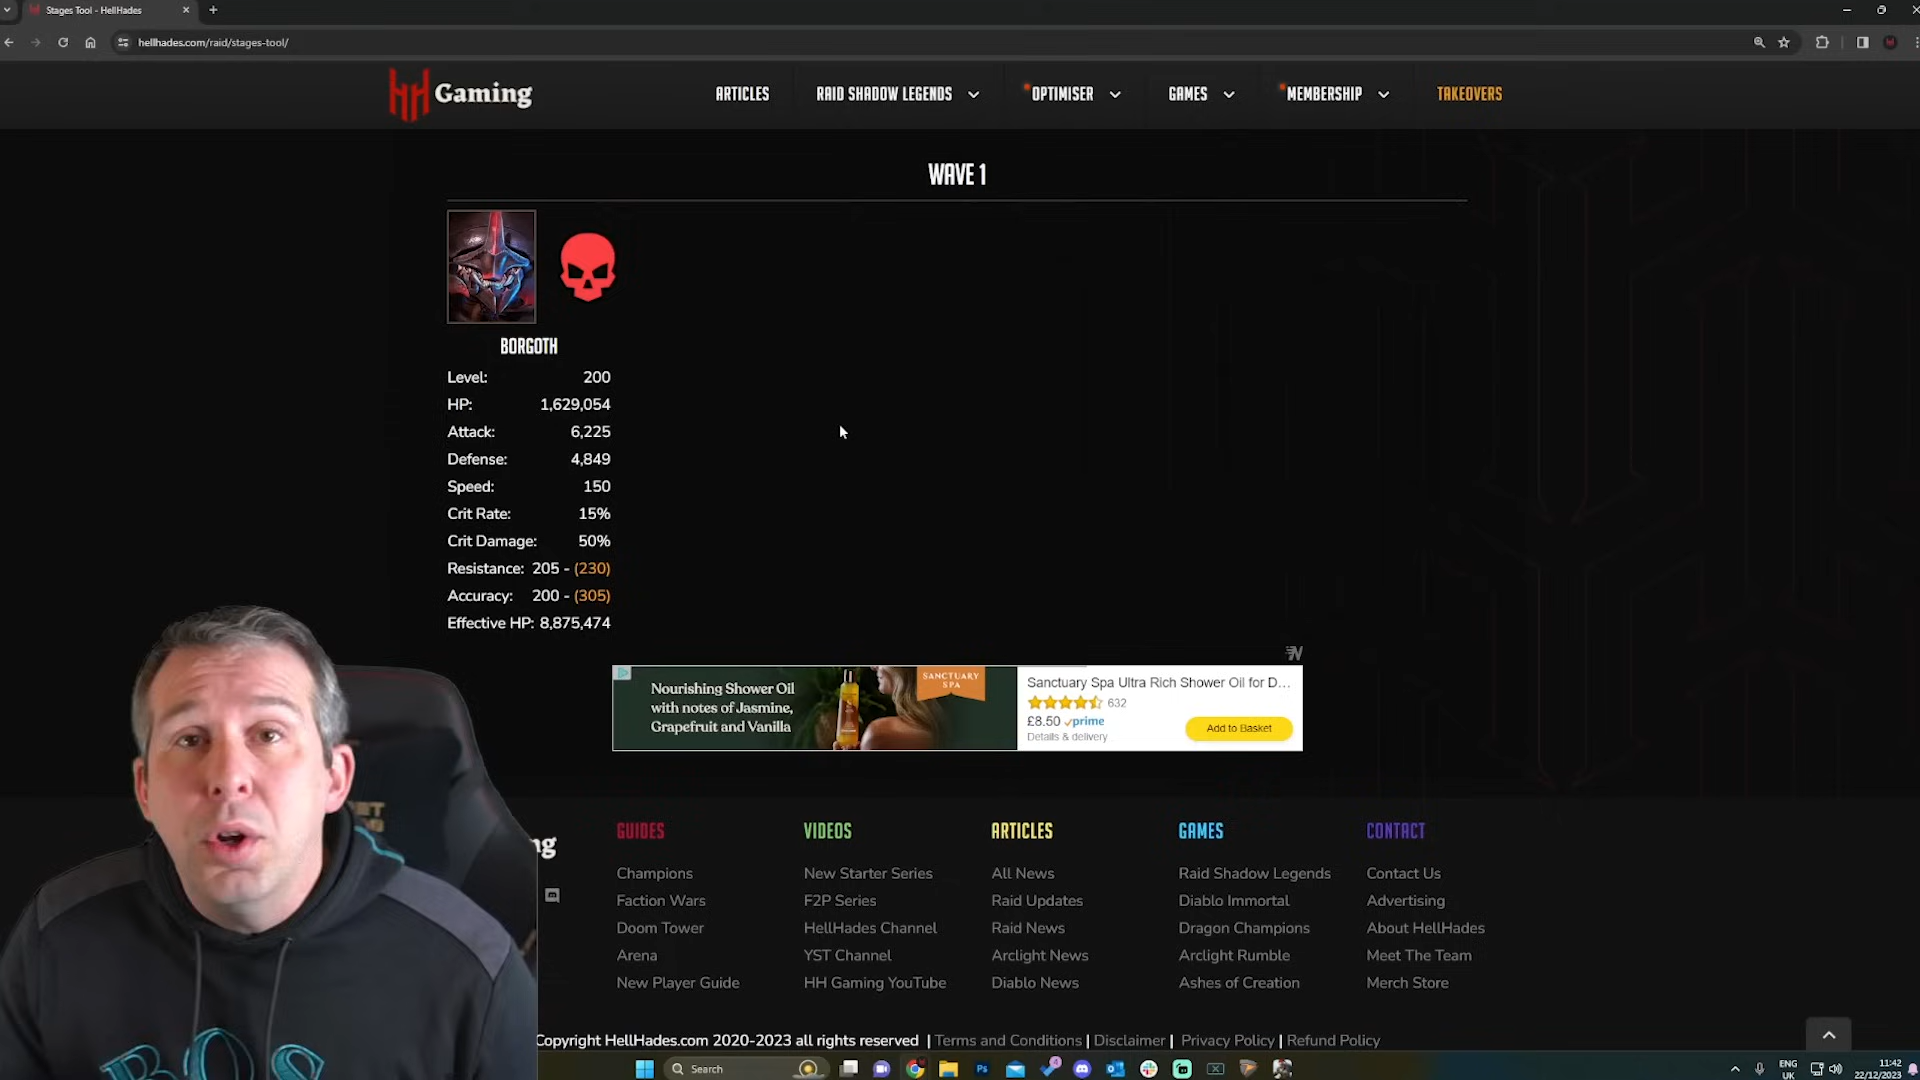 Stages Tool - HellHades
hellhades.com/raid/stages-tool/
Gaming
ARTICLES
RAID SHADOW LEGENDS
OPTIMISER
GAMES
MEMBERSHIP
TAKEOVERS
WAVE 1
BORGOTH
Level: 200
HP: 1,629,054
Attack: 6,225
Defense: 4,849
Speed: 150
Crit Rate: 15%
Crit Damage: 50%
Resistance: 205 - (230)
Accuracy: 200 - (305)
Effective HP: 8,875,474
Nourishing Shower Oil
with notes of Jasmine,
Grapefruit and Vanilla
SANCTUARY
SPA
Sanctuary Spa Ultra Rich Shower Oil for D...
632
£8.50 prime
Details & delivery
Add to Basket
ng
GUIDES
Champions
Faction Wars
Doom Tower
Arena
New Player Guide
VIDEOS
New Starter Series
F2P Series
HellHades Channel
YST Channel
HH Gaming YouTube
ARTICLES
All News
Raid Updates
Raid News
Arclight News
Diablo News
GAMES
Raid Shadow Legends
Diablo Immortal
Dragon Champions
Arclight Rumble
Ashes of Creation
CONTACT
Contact Us
Advertising
About HellHades
Meet The Team
Merch Store
Copyright HellHades.com 2020-2023 all rights reserved | Terms and Conditions | Disclaimer | Privacy Policy | Refund Policy
Search
Ps
ENG
UK
11:42
22/12/2023